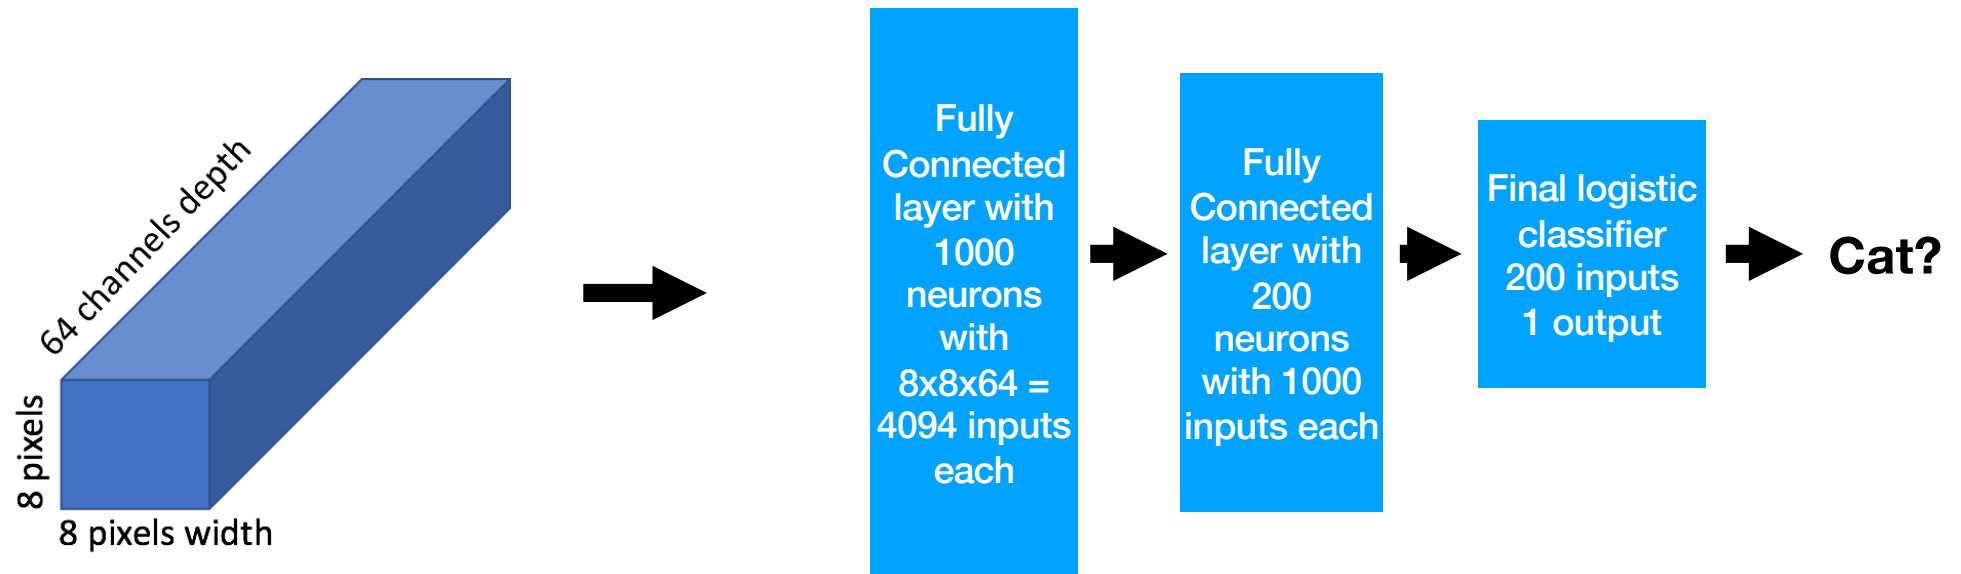 64 channels depth
8 pixels
8 pixels width
Fully
Connected
layer with
1000
neurons
with
8x8x64 =
4094 inputs
each
Fully
Connected
layer with
200
neurons
with 1000
inputs each
Final logistic
classifier
200 inputs
1 output
Cat?